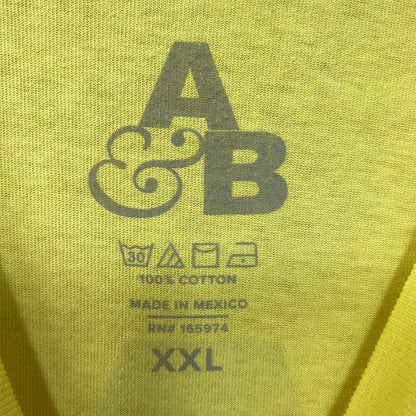 A
&B
30
100% COTTON
MADE IN MEXICO
RN# 165974
XXL